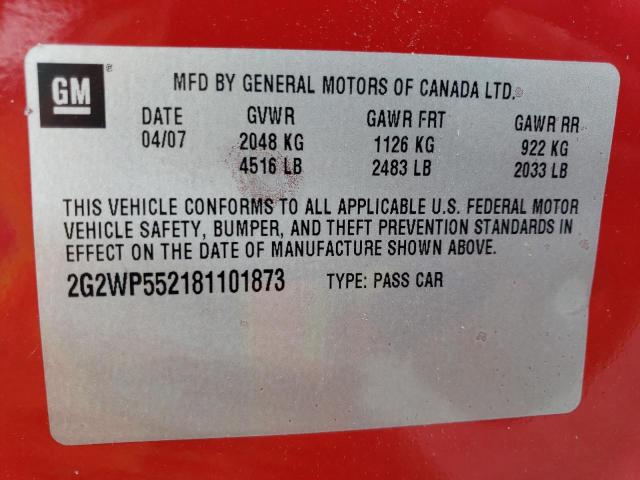 GM ®
MFD BY GENERAL MOTORS OF CANADA LTD.
DATE GVWR GAWR FRT GAWR RR
04/07 2048 KG 1126 KG 922 KG
4516 LB 2483 LB 2033 LB
THIS VEHICLE CONFORMS TO ALL APPLICABLE U.S. FEDERAL MOTOR
VEHICLE SAFETY, BUMPER, AND THEFT PREVENTION STANDARDS IN
EFFECT ON THE DATE OF MANUFACTURE SHOWN ABOVE.
2G2WP552181101873 TYPE: PASS CAR